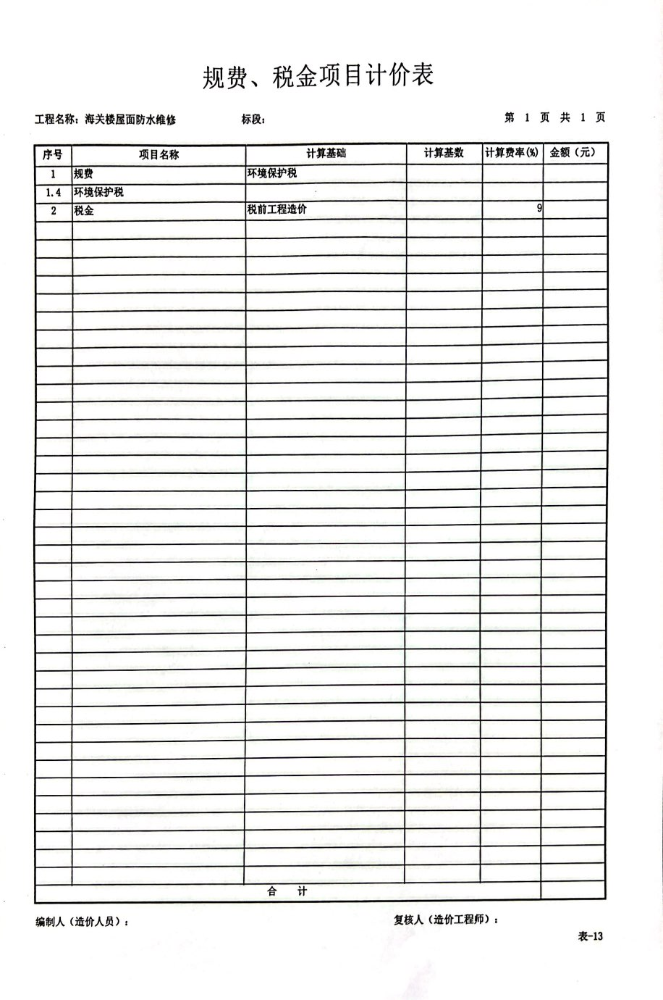 规费、税金项目计价表
工程名称：海关楼屋面防水维修 标段： 第 1 页 共 1 页
序号 项目名称 计算基础 计算基数 计算费率(%) 金额（元）
1 规费 环境保护税
1.4 环境保护税
2 税金 税前工程造价 9
合 计
编制人（造价人员）： 复核人（造价工程师）：
表-13